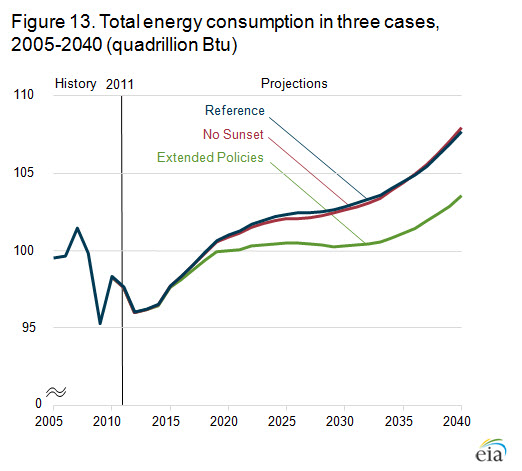 Figure 13. Total energy consumption in three cases,
2005-2040 (quadrillion Btu)
History 2011 Projections
110
Reference
No Sunset
Extended Policies
105
100
95
0
2005 2010 2015 2020 2025 2030 2035 2040
eia